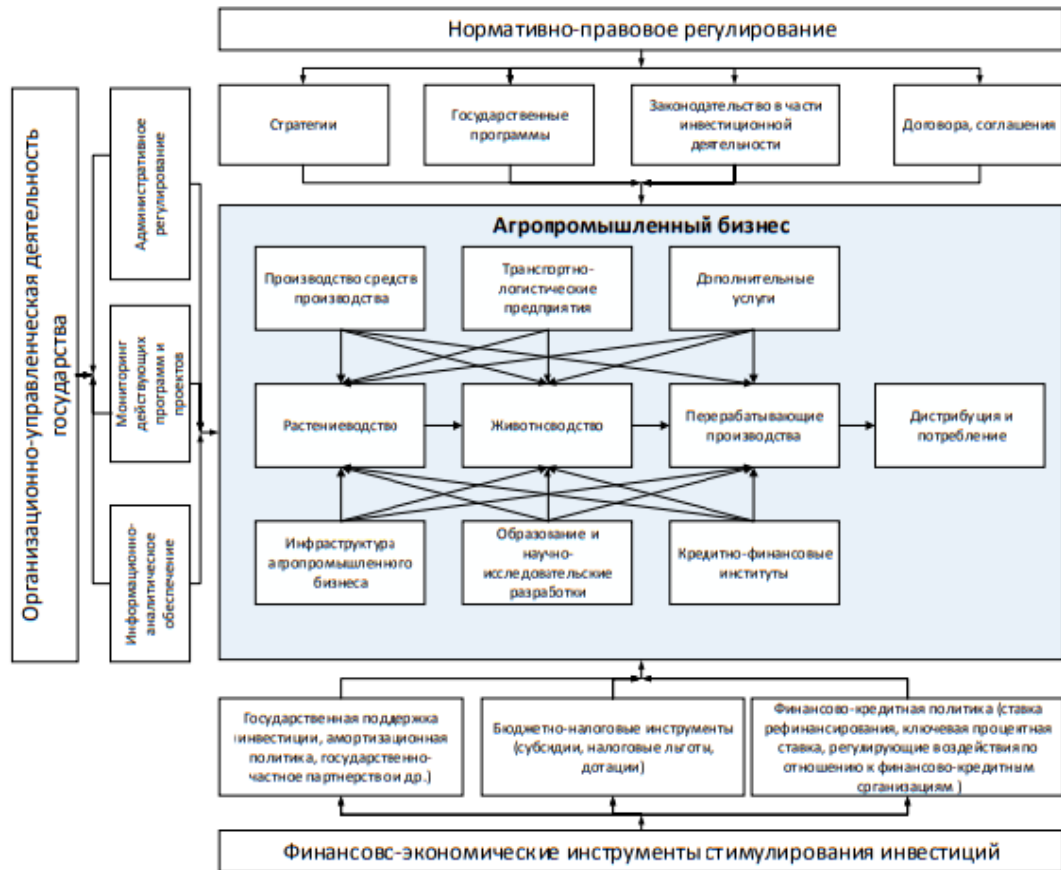 Нормативно-правовое регулирование
Стратегии
Государственные
программы
Законодательство в части
инвестиционной
деятельности
Договора, соглашения
Организационно-управленческая деятельность
государства
Административное
регулирование
Мониторинг
действующих
программ и
проектов
Информационно-
аналитическое
обеспечение
Агропромышленный бизнес
Производство средств
производства
Транспортно-
логистические
предприятия
Дополнительные
услуги
Растениеводство
Животноводство
Перерабатывающие
производства
Дистрибуция и
потребление
Инфраструктура
агропромышленного
бизнеса
Образование и
научно-
исследовательские
разработки
Кредитно-финансовые
институты
Государственная поддержка
инвестиции, амортизационная
политика, государственно-
частное партнерство и др.)
Бюджетно-налоговые инструменты
(субсидии, налоговые льготы,
дотации)
Финансово-кредитная политика (ставка
рефинансирования, ключевая процентная
ставка, регулирующие воздействия по
отношению к финансово-кредитным
организациям )
Финансово-экономические инструменты стимулирования инвестиций